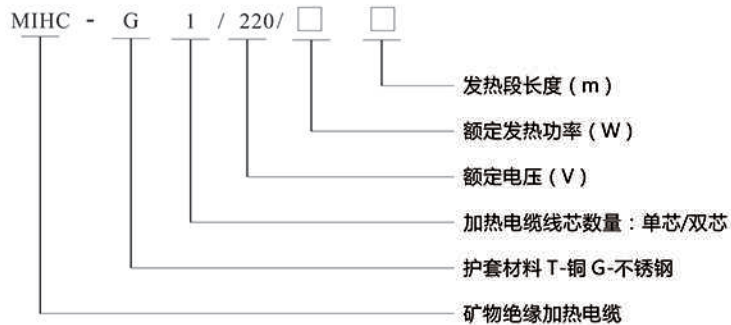 MIHC - G 1 / 220/ □ □
发热段长度(m)
额定发热功率(W)
额定电压(V)
加热电缆线芯数量:单芯/双芯
护套材料 T-铜 G-不锈钢
矿物绝缘加热电缆